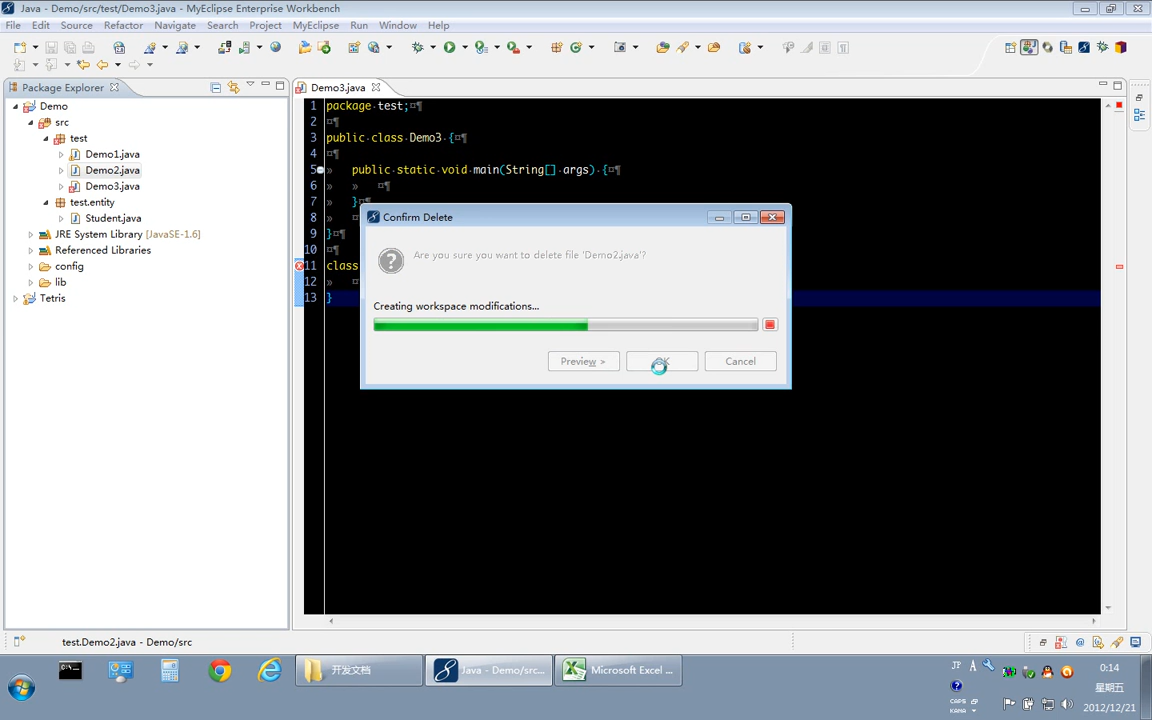 Java - Demo/src/test/Demo3.java - MyEclipse Enterprise Workbench
File Edit Source Refactor Navigate Search Project MyEclipse Run Window Help
Package Explorer
Demo
src
test
Demo1.java
Demo2.java
Demo3.java
test.entity
Student.java
JRE System Library [JavaSE-1.6]
Referenced Libraries
config
lib
Tetris
Demo3.java
1 package test;
2
3 public class Demo3 {
4
5 public static void main(String[] args) {
6
7 }
8
9 }
10
11 class
12
13 }
Confirm Delete
Are you sure you want to delete file 'Demo2.java'?
Creating workspace modifications...
Preview > OK Cancel
test.Demo2.java - Demo/src
开发文档
Java - Demo/src...
Microsoft Excel ...
JP A
CAPS
KANA
0:14
星期五
2012/12/21